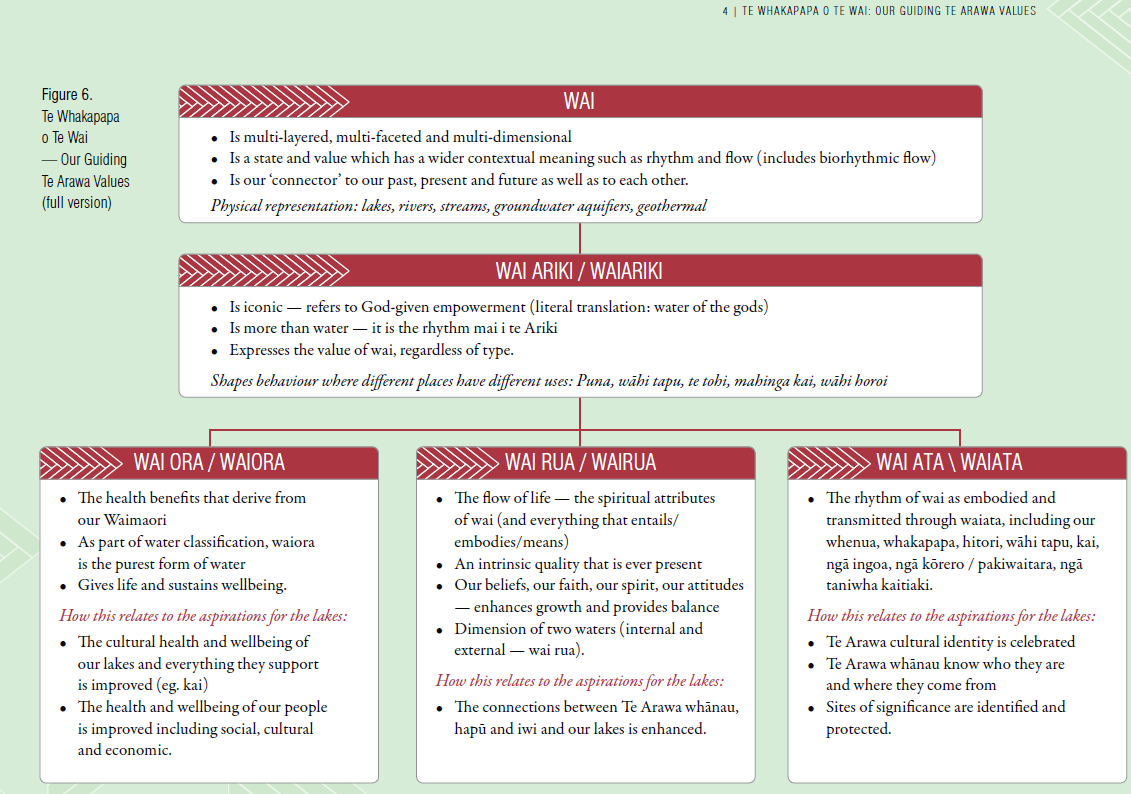 4 | TE WHAKAPAPA O TE WAI: OUR GUIDING TE ARAWA VALUES
Figure 6.
Te Whakapapa
o Te Wai
— Our Guiding
Te Arawa Values
(full version)
WAI
• Is multi-layered, multi-faceted and multi-dimensional
• Is a state and value which has a wider contextual meaning such as rhythm and flow (includes biorhythmic flow)
• Is our ‘connector’ to our past, present and future as well as to each other.
Physical representation: lakes, rivers, streams, groundwater aquifiers, geothermal
WAI ARIKI / WAIARIKI
• Is iconic — refers to God-given empowerment (literal translation: water of the gods)
• Is more than water — it is the rhythm mai i te Ariki
• Expresses the value of wai, regardless of type.
Shapes behaviour where different places have different uses: Puna, wāhi tapu, te tohi, mahinga kai, wāhi horoi
WAI ORA / WAIORA
• The health benefits that derive from
our Waimaori
• As part of water classification, waiora
is the purest form of water
• Gives life and sustains wellbeing.
How this relates to the aspirations for the lakes:
• The cultural health and wellbeing of
our lakes and everything they support
is improved (eg. kai)
• The health and wellbeing of our people
is improved including social, cultural
and economic.
WAI RUA / WAIRUA
• The flow of life — the spiritual attributes
of wai (and everything that entails/
embodies/means)
• An intrinsic quality that is ever present
• Our beliefs, our faith, our spirit, our attitudes
— enhances growth and provides balance
• Dimension of two waters (internal and
external — wai rua).
How this relates to the aspirations for the lakes:
• The connections between Te Arawa whānau,
hapū and iwi and our lakes is enhanced.
WAI ATA \ WAIATA
• The rhythm of wai as embodied and
transmitted through waiata, including our
whenua, whakapapa, hitori, wāhi tapu, kai,
ngā ingoa, ngā kōrero / pakiwaitara, ngā
taniwha kaitiaki.
How this relates to the aspirations for the lakes:
• Te Arawa cultural identity is celebrated
• Te Arawa whānau know who they are
and where they come from
• Sites of significance are identified and
protected.